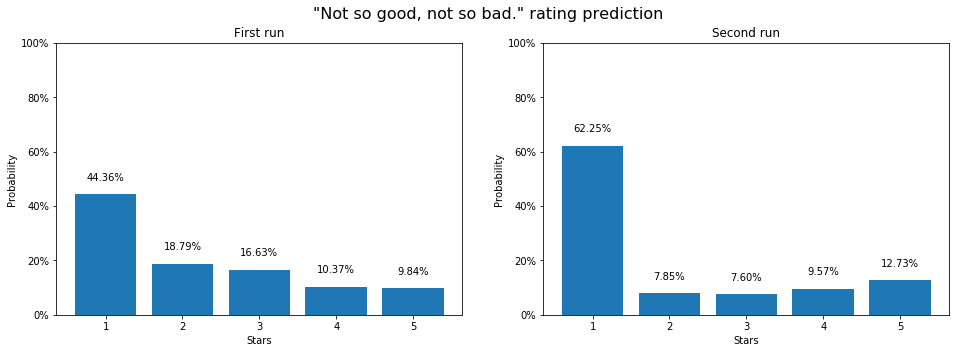 "Not so good, not so bad." rating prediction
First run
100%
80%
60%
40%
20%
0%
Probability
44.36%
18.79%
16.63%
10.37%
9.84%
1 2 3 4 5
Stars
Second run
100%
80%
60%
40%
20%
0%
Probability
62.25%
7.85%
7.60%
9.57%
12.73%
1 2 3 4 5
Stars